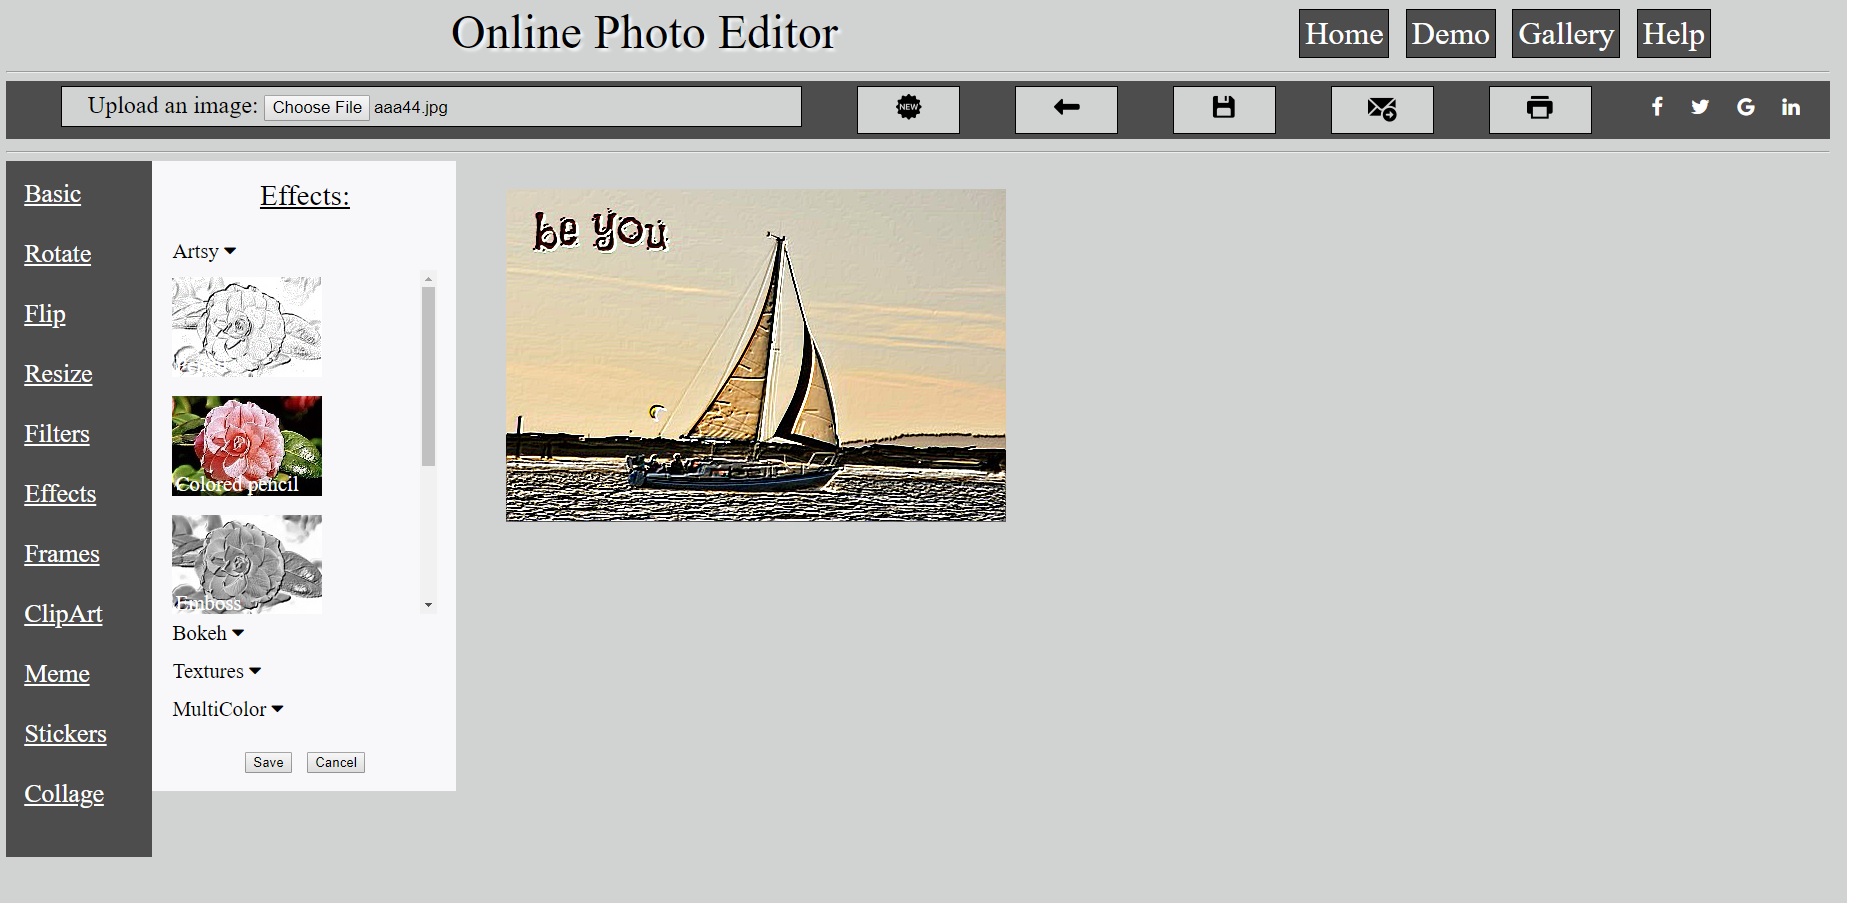 Online Photo Editor
Home Demo Gallery Help
Upload an image: Choose File aaa44.jpg
NEW
Basic
Rotate
Flip
Resize
Filters
Effects
Frames
ClipArt
Meme
Stickers
Collage
Effects:
Artsy
Colored pencil
Emboss
Bokeh
Textures
MultiColor
Save Cancel
be you